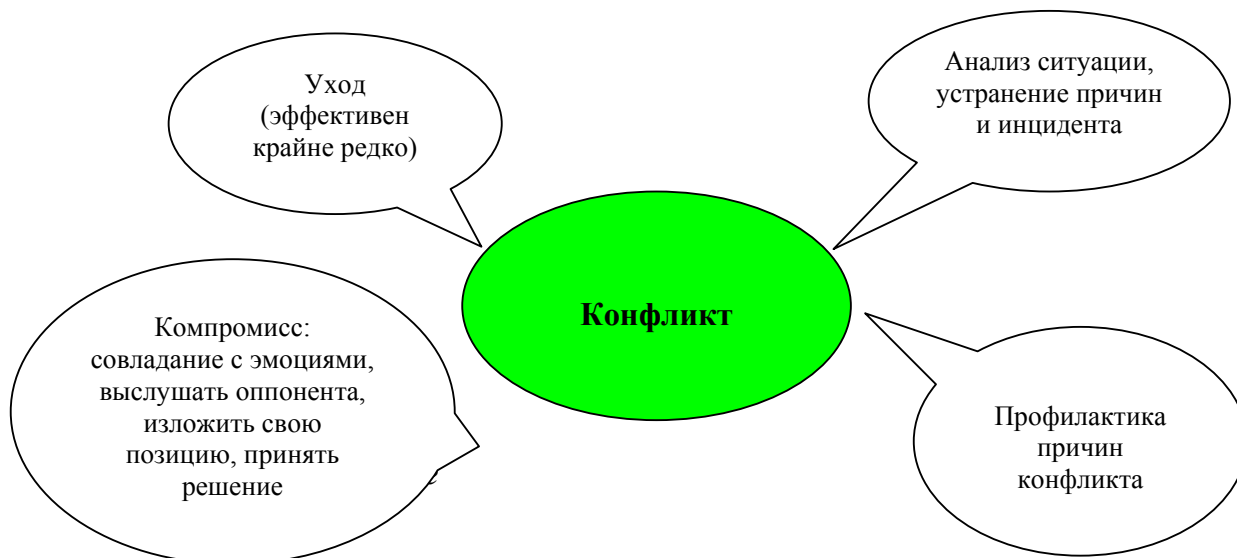 Уход
(эффективен
крайне редко)
Анализ ситуации,
устранение причин
и инцидента
Конфликт
Компромисс:
совладание с эмоциями,
выслушать оппонента,
изложить свою
позицию, принять
решение
Профилактика
причин
конфликта